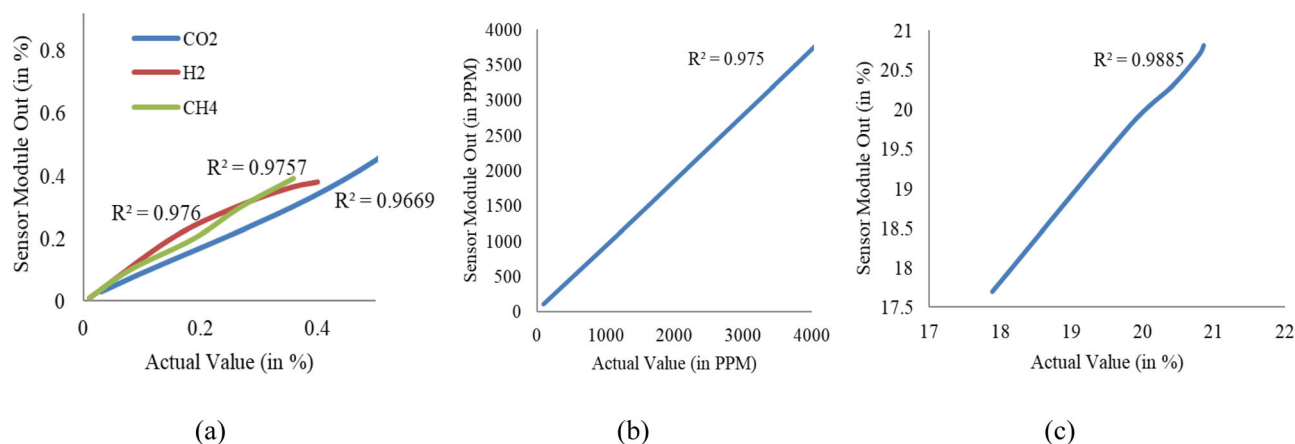 Sensor Module Out (in %)
0.8
0.6
0.4
0.2
0
CO2
H2
CH4
R² = 0.9757
R² = 0.976
R² = 0.9669
0
0.2
0.4
Actual Value (in %)
(a)
Sensor Module Out (in PPM)
4000
3500
3000
2500
2000
1500
1000
500
0
R² = 0.975
0
1000
2000
3000
4000
Actual Value (in PPM)
(b)
Sensor Module Out (in %)
21
20.5
20
19.5
19
18.5
18
17.5
R² = 0.9885
17
18
19
20
21
22
Actual Value (in %)
(c)